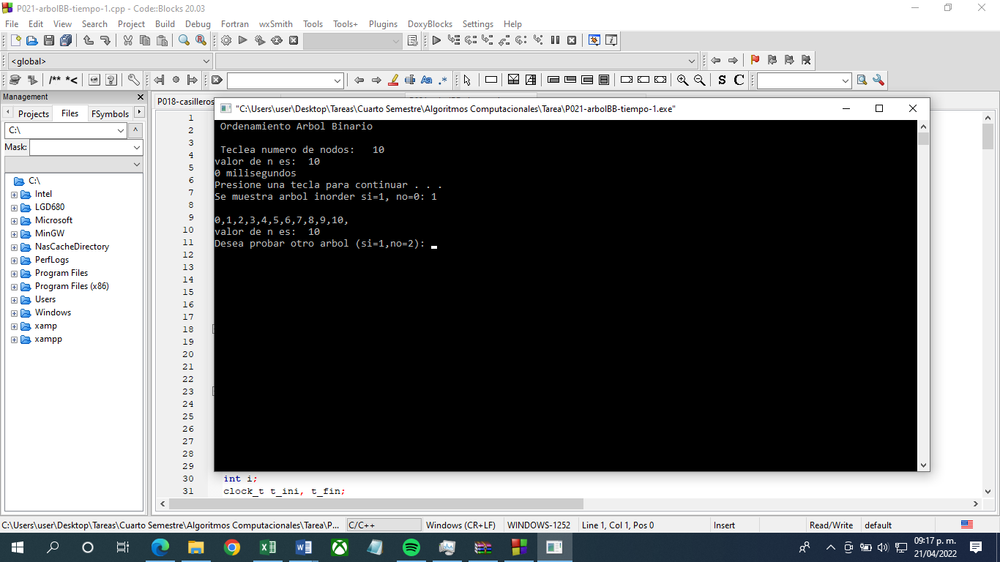 P021-arbolBB-tiempo-1.cpp - Code::Blocks 20.03
File Edit View Search Project Build Debug Fortran wxSmith Tools Tools+ Plugins DoxyBlocks Settings Help
<global>
/** *< S C
Management
Projects Files FSymbols
C:\
Mask:
C:\
Intel
LGD680
Microsoft
MinGW
NasCacheDirectory
PerfLogs
Program Files
Program Files (x86)
Users
Windows
xamp
xampp
P018-casilleros
"C:\Users\user\Desktop\Tareas\Cuarto Semestre\Algoritmos Computacionales\Tarea\P021-arbolBB-tiempo-1.exe"
Ordenamiento Arbol Binario
Teclea numero de nodos: 10
valor de n es: 10
0 milisegundos
Presione una tecla para continuar . . .
Se muestra arbol inorder si=1, no=0: 1
0,1,2,3,4,5,6,7,8,9,10,
valor de n es: 10
Desea probar otro arbol (si=1,no=2):
1
2
3
4
5
6
7
8
9
10
11
12
13
14
15
16
17
18
19
20
21
22
23
24
25
26
27
28
29
30 int i;
31 clock_t t_ini, t_fin;
C:\Users\user\Desktop\Tareas\Cuarto Semestre\Algoritmos Computacionales\Tarea\P... C/C++ Windows (CR+LF) WINDOWS-1252 Line 1, Col 1, Pos 0 Insert Read/Write default
09:17 p. m.
21/04/2022